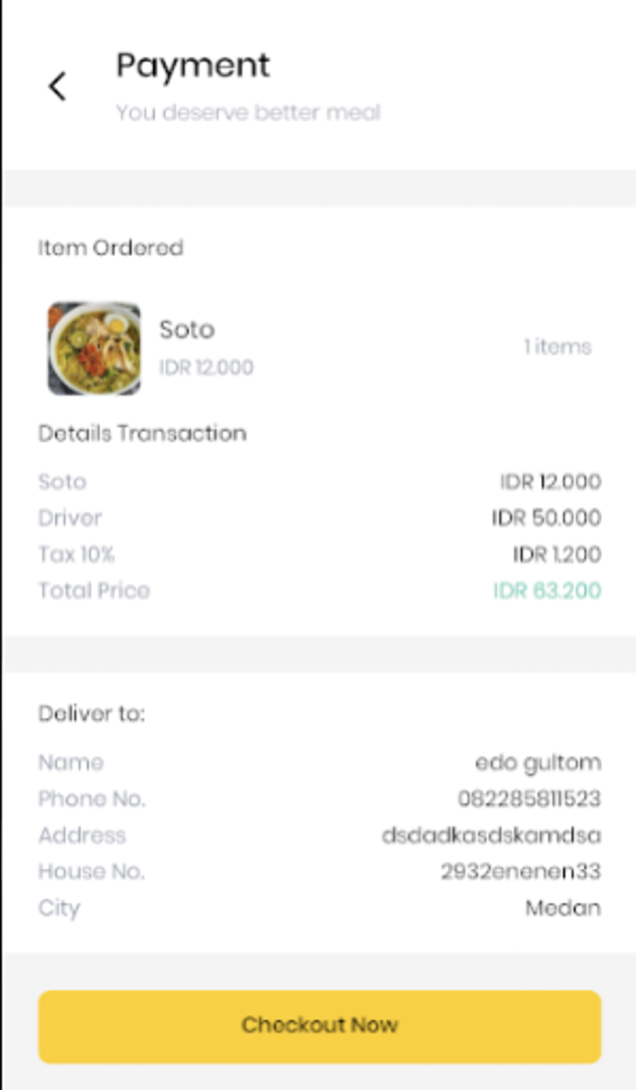 Payment
You deserve better meal
Item Ordered
Soto
IDR 12.000
1 items
Details Transaction
Soto IDR 12.000
Driver IDR 50.000
Tax 10% IDR 1.200
Total Price IDR 63.200
Deliver to:
Name edo gultom
Phone No. 082285811523
Address dsdadkasdskamdsa
House No. 2932enenen33
City Medan
Checkout Now